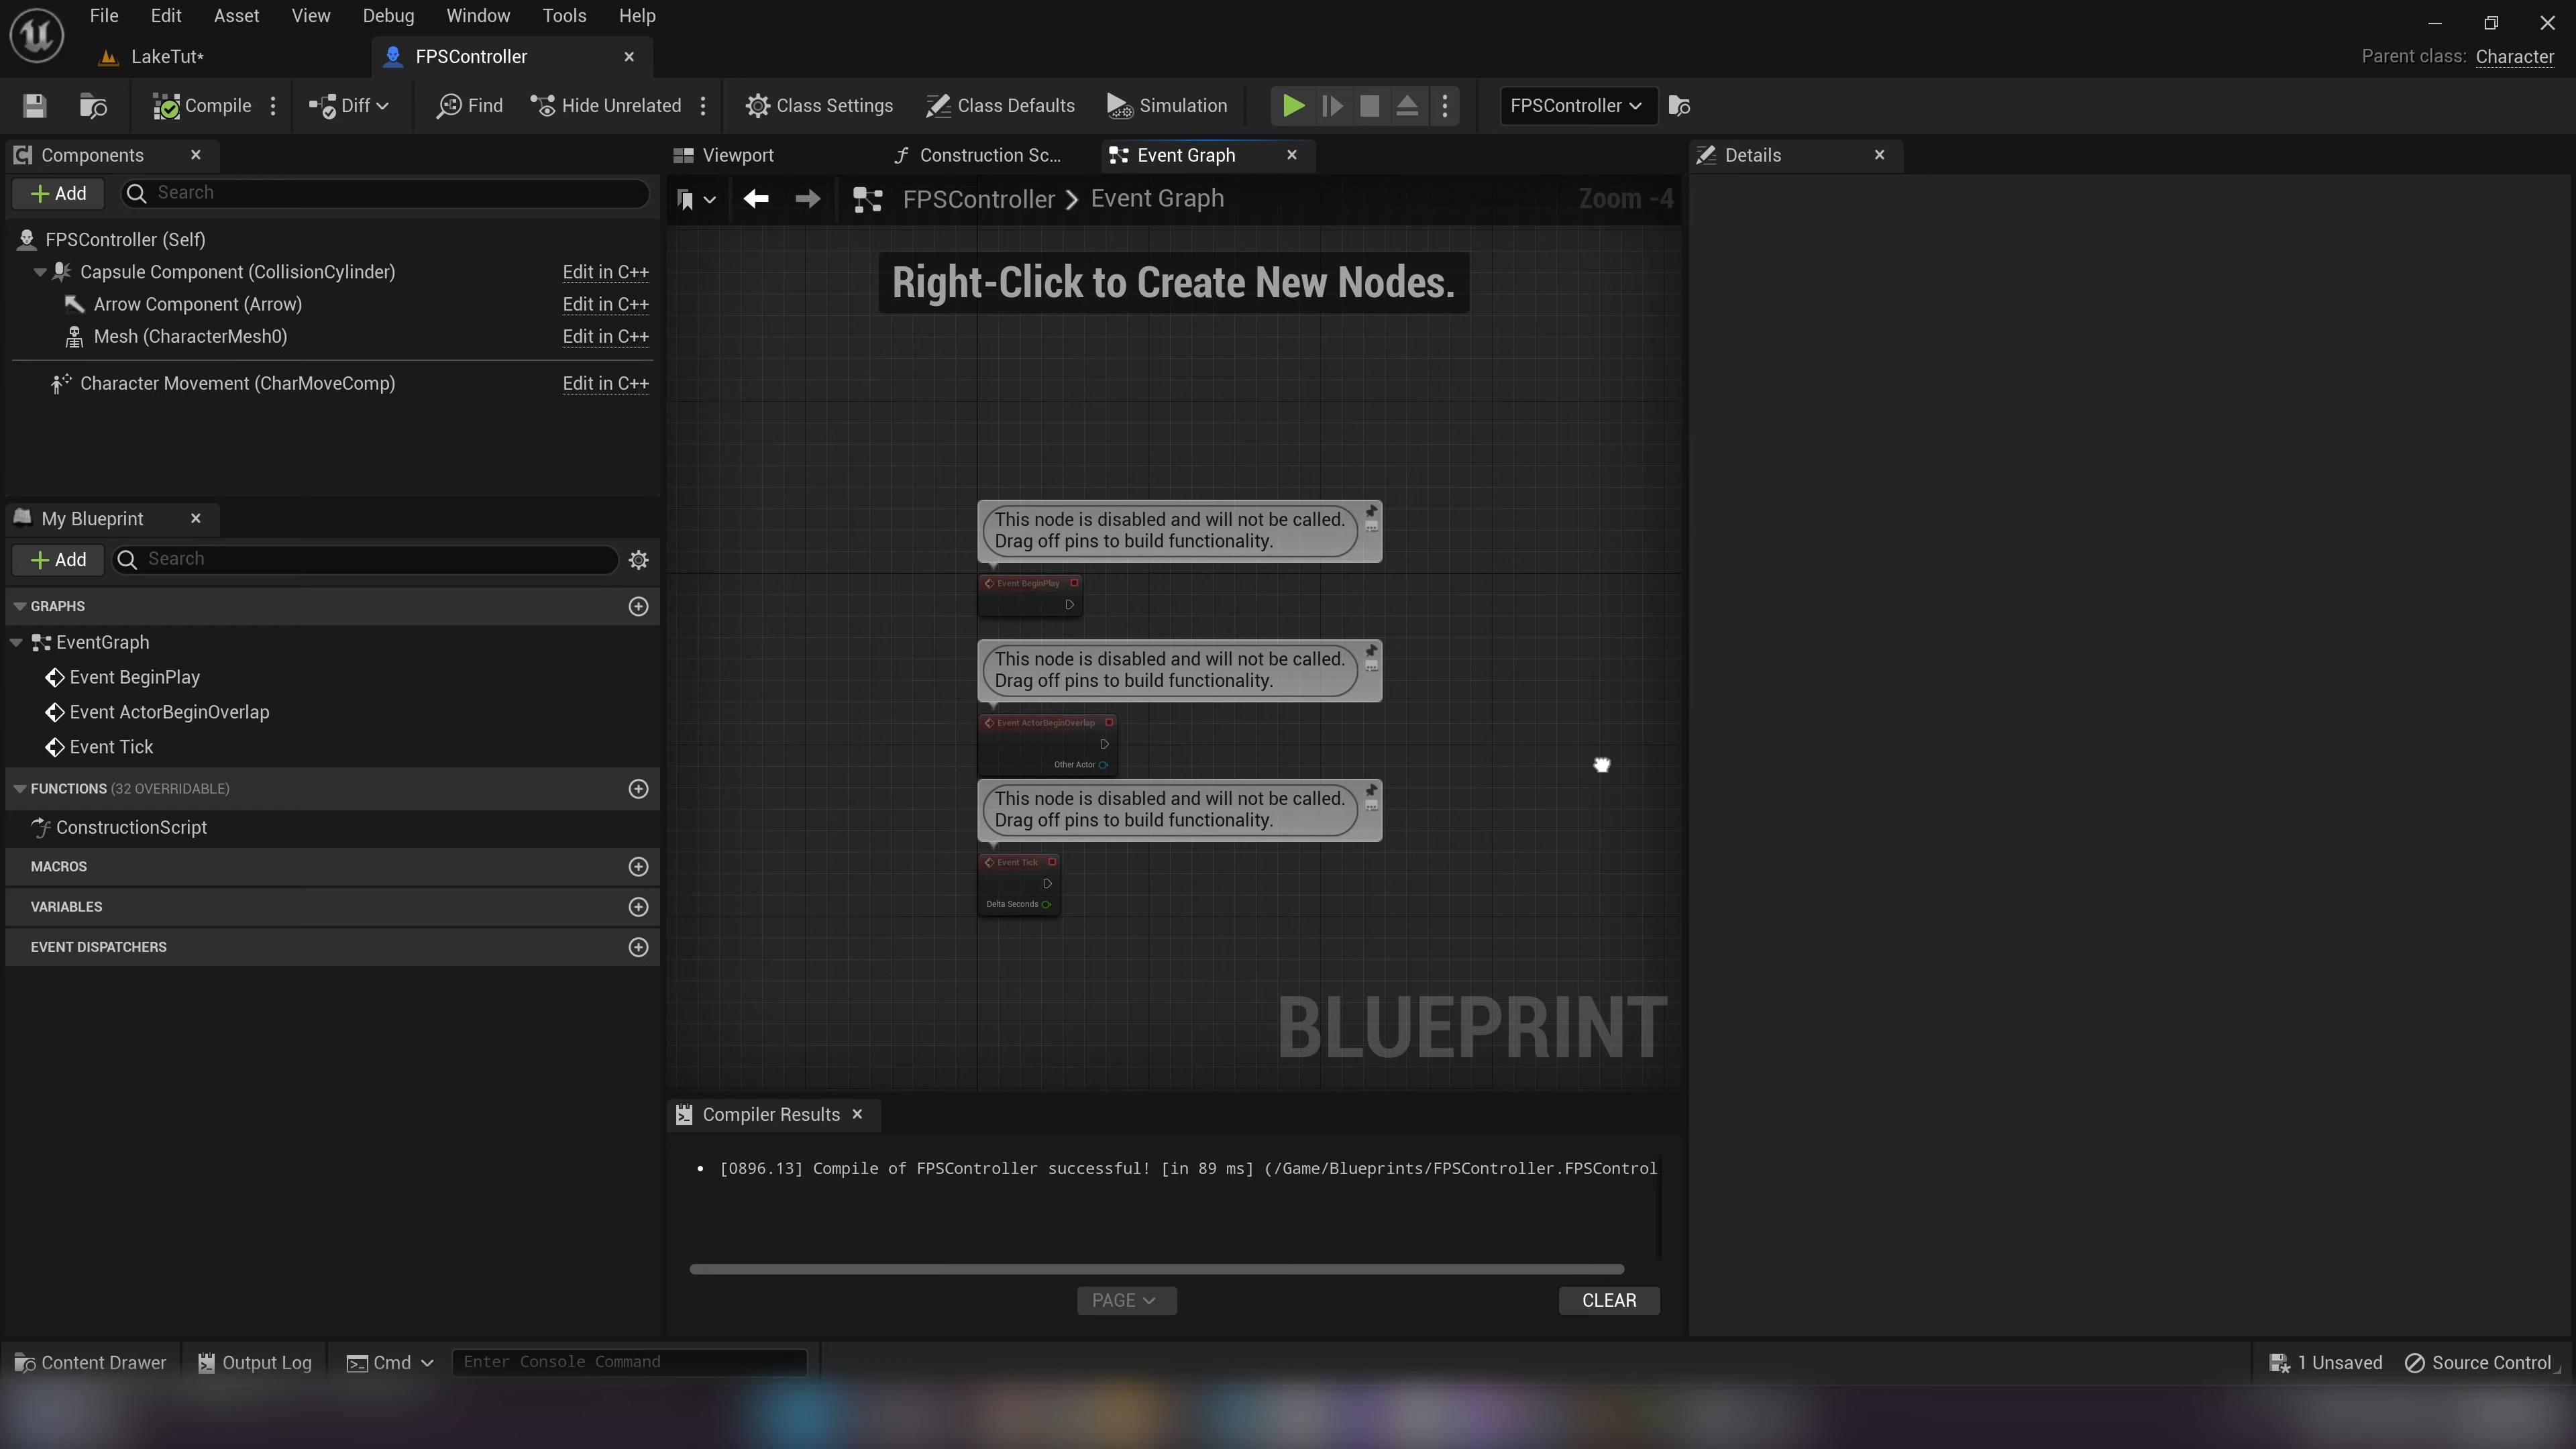 File Edit Asset View Debug Window Tools Help
LakeTut*
FPSController
Parent class: Character
Compile
Diff
Find
Hide Unrelated
Class Settings
Class Defaults
Simulation
FPSController
Components
Add
Search
FPSController (Self)
Capsule Component (CollisionCylinder) Edit in C++
Arrow Component (Arrow) Edit in C++
Mesh (CharacterMesh0) Edit in C++
Character Movement (CharMoveComp) Edit in C++
My Blueprint
Add
Search
GRAPHS
EventGraph
Event BeginPlay
Event ActorBeginOverlap
Event Tick
FUNCTIONS (32 OVERRIDABLE)
ConstructionScript
MACROS
VARIABLES
EVENT DISPATCHERS
Viewport
Construction Sc...
Event Graph
FPSController > Event Graph
Zoom -4
Right-Click to Create New Nodes.
This node is disabled and will not be called.
Drag off pins to build functionality.
Event BeginPlay
This node is disabled and will not be called.
Drag off pins to build functionality.
Event ActorBeginOverlap
Other Actor
This node is disabled and will not be called.
Drag off pins to build functionality.
Event Tick
Delta Seconds
BLUEPRINT
Compiler Results
[0896.13] Compile of FPSController successful! [in 89 ms] (/Game/Blueprints/FPSController.FPSControl
PAGE
CLEAR
Details
Content Drawer
Output Log
Cmd
Enter Console Command
1 Unsaved
Source Control